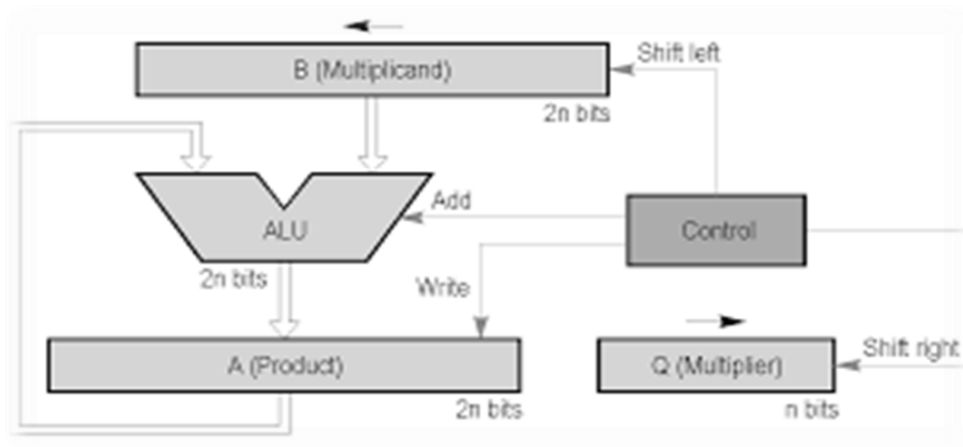 B (Multiplicand)
Shift left
2n bits
Add
ALU
Control
2n bits
Write
A (Product)
Q (Multiplier)
Shift right
2n bits
n bits